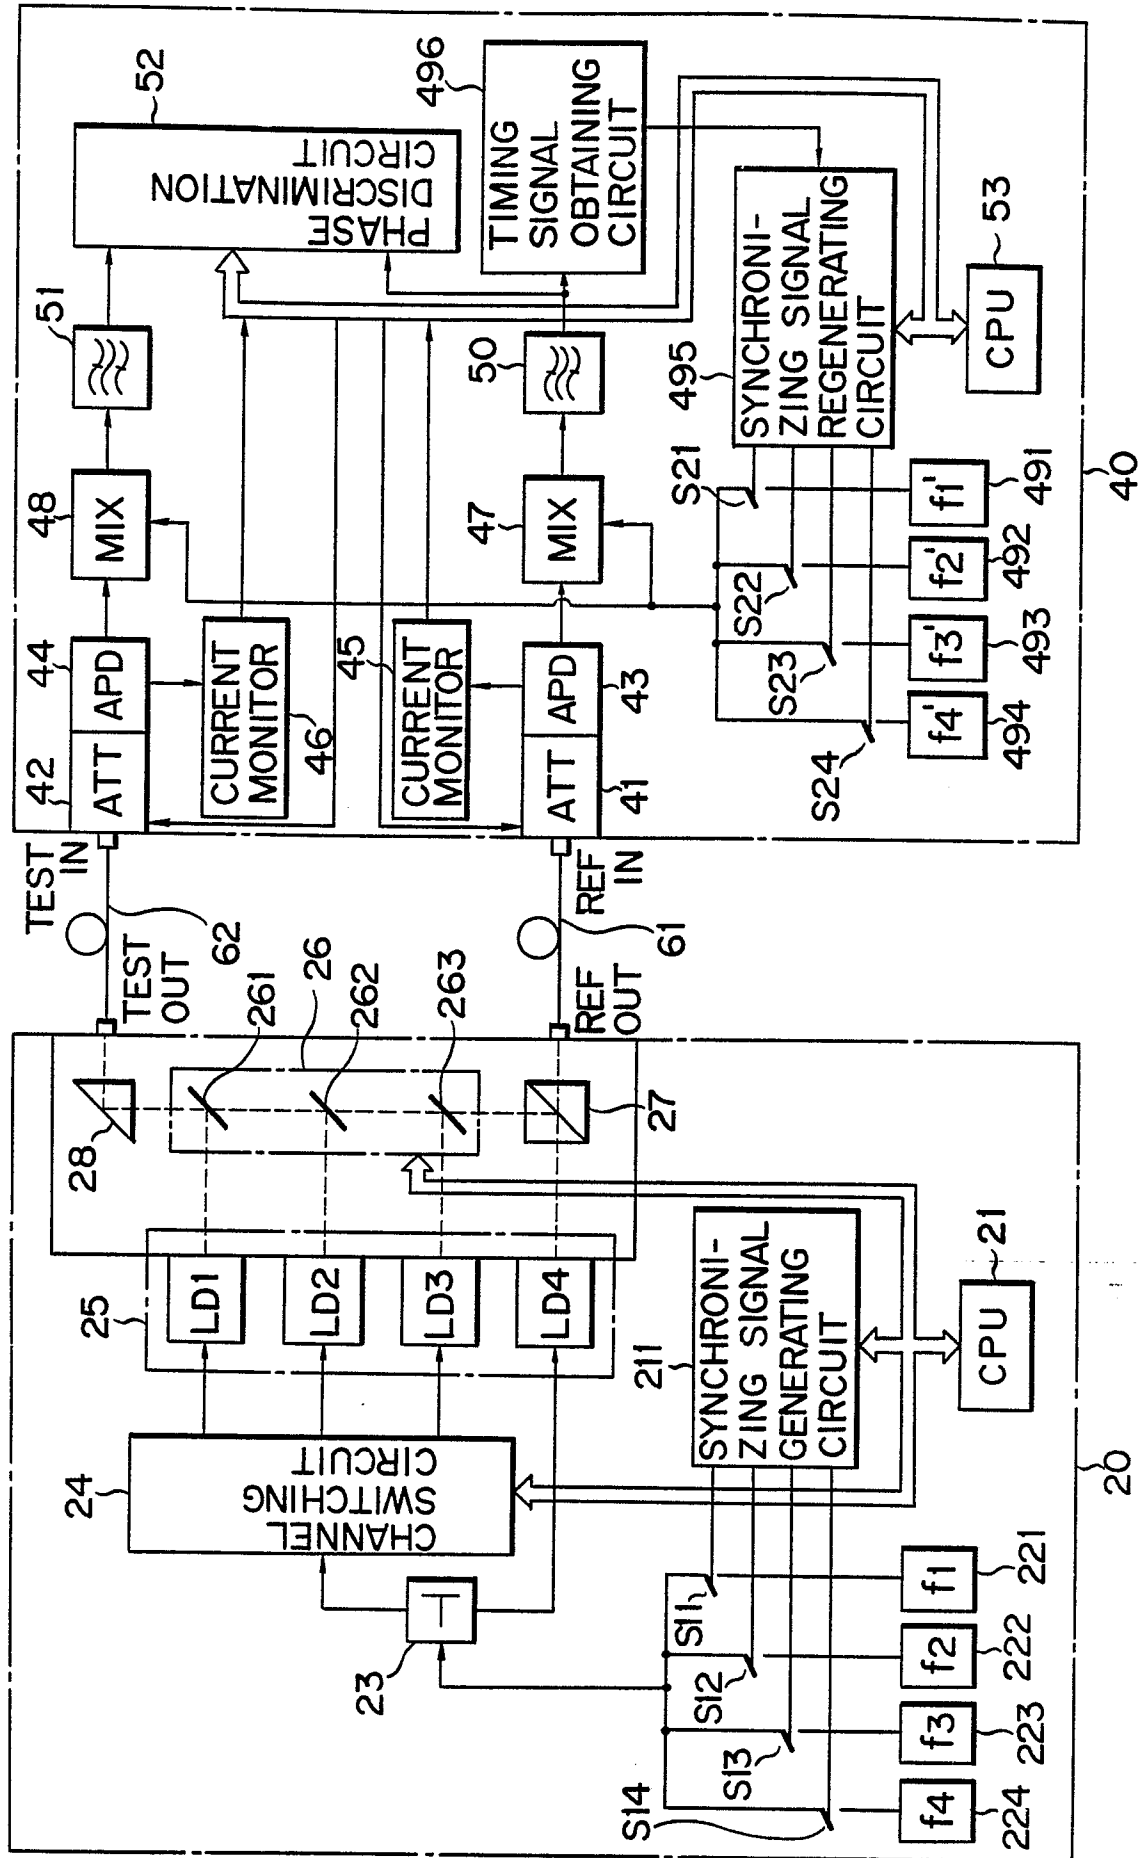 20
224
f4
223
f3
222
f2
221
f1
S14
S13
S12
S11
23
T
24
CHANNEL
SWITCHING
CIRCUIT
211
SYNCHRONI-
ZING SIGNAL
GENERATING
CIRCUIT
21
CPU
25
LD1
LD2
LD3
LD4
28
26
261
262
263
27
TEST
OUT
REF
OUT
62
61
TEST
IN
REF
IN
40
42
ATT
44
APD
48
MIX
51
52
PHASE
DISCRIMINATION
CIRCUIT
CURRENT
MONITOR
46
45
CURRENT
MONITOR
41
ATT
43
APD
47
MIX
50
496
TIMING
SIGNAL
OBTAINING
CIRCUIT
495
SYNCHRONI-
ZING SIGNAL
REGENERATING
CIRCUIT
53
CPU
S24
S23
S22
S21
f4'
494
f3'
493
f2'
492
f1'
491